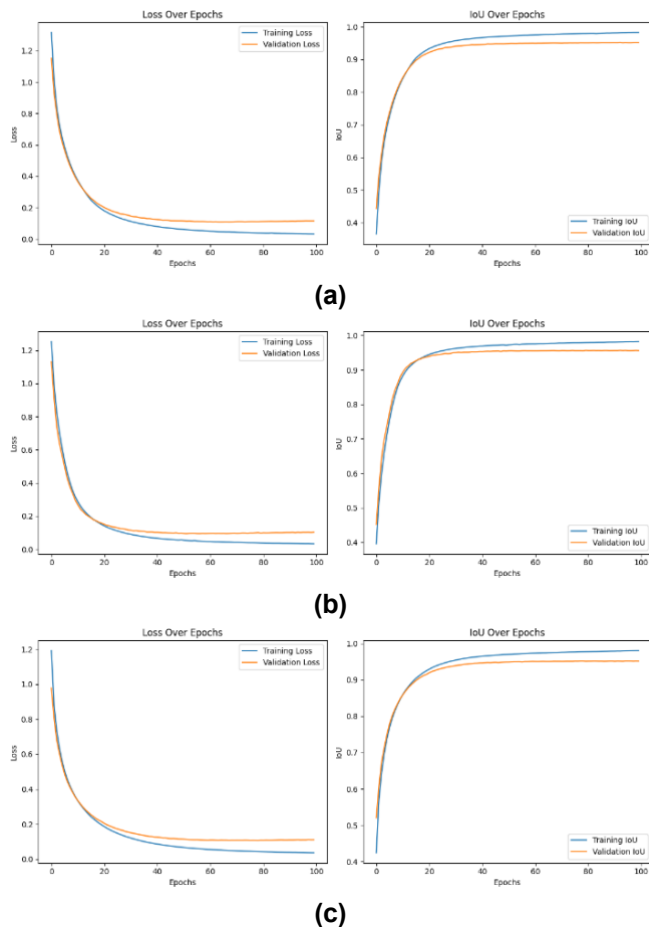 Loss Over Epochs
1.2
1.0
0.8
0.6
0.4
0.2
0.0
Loss
0 20 40 60 80 100
Epochs
Training Loss
Validation Loss
IoU Over Epochs
1.0
0.9
0.8
0.7
0.6
0.5
0.4
IoU
0 20 40 60 80 100
Epochs
Training IoU
Validation IoU
(a)
Loss Over Epochs
1.2
1.0
0.8
0.6
0.4
0.2
0.0
Loss
0 20 40 60 80 100
Epochs
Training Loss
Validation Loss
IoU Over Epochs
1.0
0.9
0.8
0.7
0.6
0.5
0.4
IoU
0 20 40 60 80 100
Epochs
Training IoU
Validation IoU
(b)
Loss Over Epochs
1.2
1.0
0.8
0.6
0.4
0.2
0.0
Loss
0 20 40 60 80 100
Epochs
Training Loss
Validation Loss
IoU Over Epochs
1.0
0.9
0.8
0.7
0.6
0.5
0.4
IoU
0 20 40 60 80 100
Epochs
Training IoU
Validation IoU
(c)